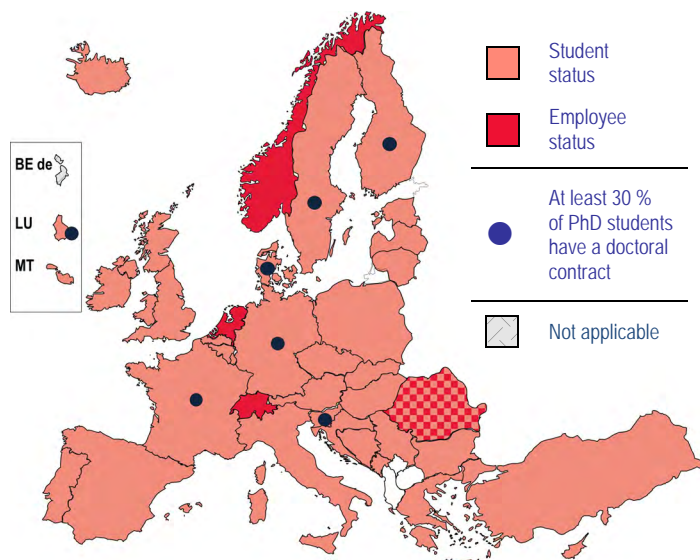 Student
status
Employee
status
At least 30 %
of PhD students
have a doctoral
contract
Not applicable
BE de
LU
MT